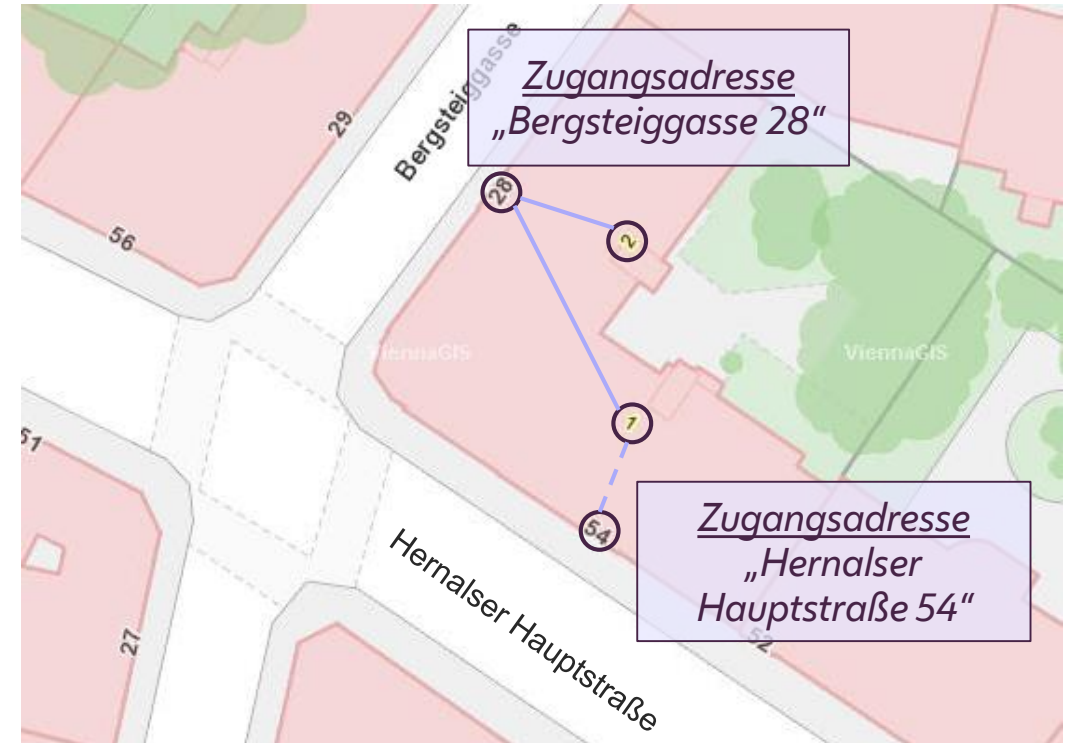 Zugangsadresse
„Bergsteiggasse 28“
Bergsteiggasse
29
28
56
2
ViennaGIS
ViennaGIS
1
51
54
Zugangsadresse
„Hernalser
Hauptstraße 54“
Hernalser Hauptstraße
52
27